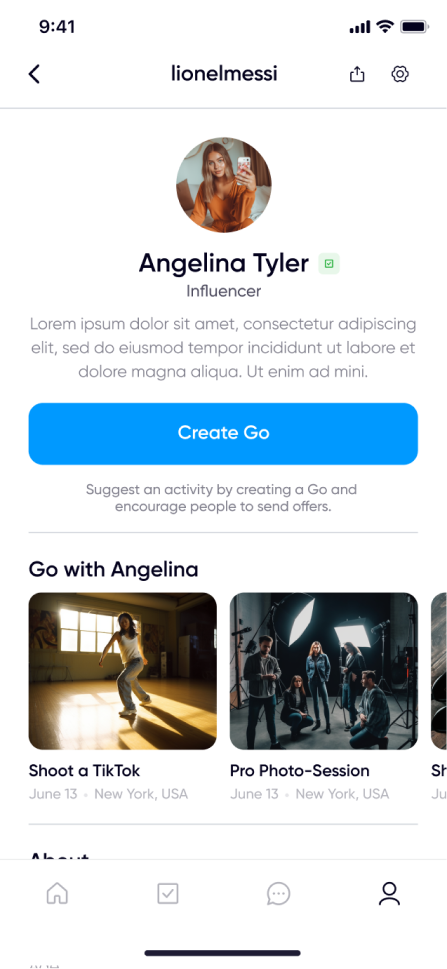 9:41
lionelmessi
Angelina Tyler
Influencer
Lorem ipsum dolor sit amet, consectetur adipiscing
elit, sed do eiusmod tempor incididunt ut labore et
dolore magna aliqua. Ut enim ad mini.
Create Go
Suggest an activity by creating a Go and
encourage people to send offers.
Go with Angelina
Shoot a TikTok
June 13 • New York, USA
Pro Photo-Session
June 13 • New York, USA
Sh
Ju
About